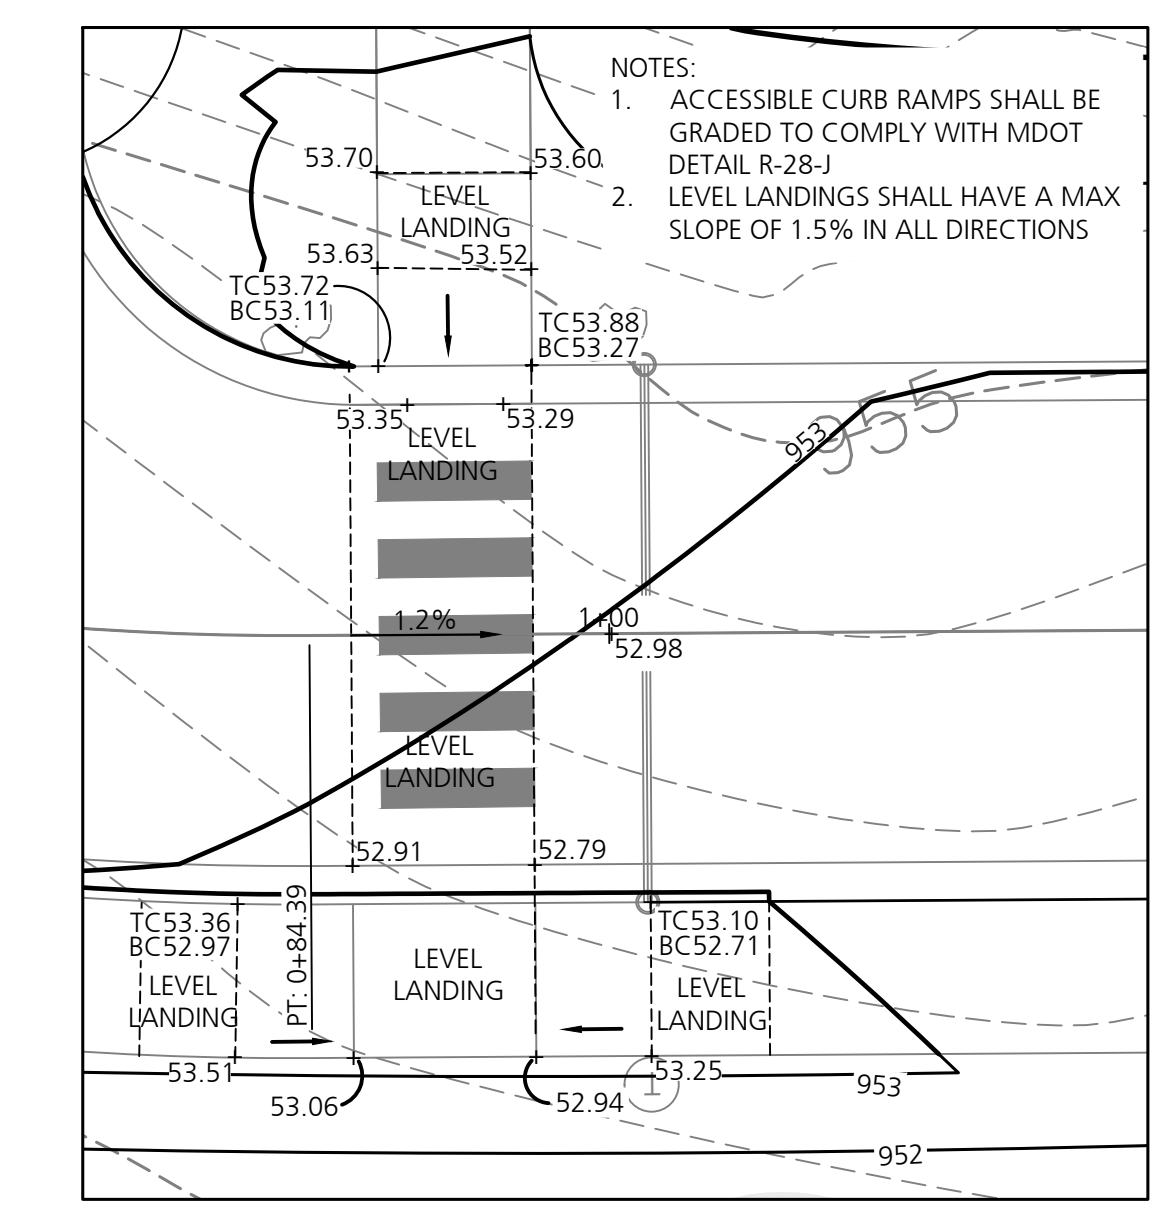 NOTES:
1. ACCESSIBLE CURB RAMPS SHALL BE
GRADED TO COMPLY WITH MDOT
DETAIL R-28-J
2. LEVEL LANDINGS SHALL HAVE A MAX
SLOPE OF 1.5% IN ALL DIRECTIONS
53.70
53.60
LEVEL
LANDING
53.63
53.52
TC53.72
BC53.11
TC53.88
BC53.27
53.35
53.29
955
953
LEVEL
LANDING
1.2%
1+00
52.98
LEVEL
LANDING
52.91
52.79
TC53.36
BC52.97
LEVEL
LANDING
PT: 0+84.39
LEVEL
LANDING
TC53.10
BC52.71
LEVEL
LANDING
53.51
53.25
1
953
53.06
52.94
952